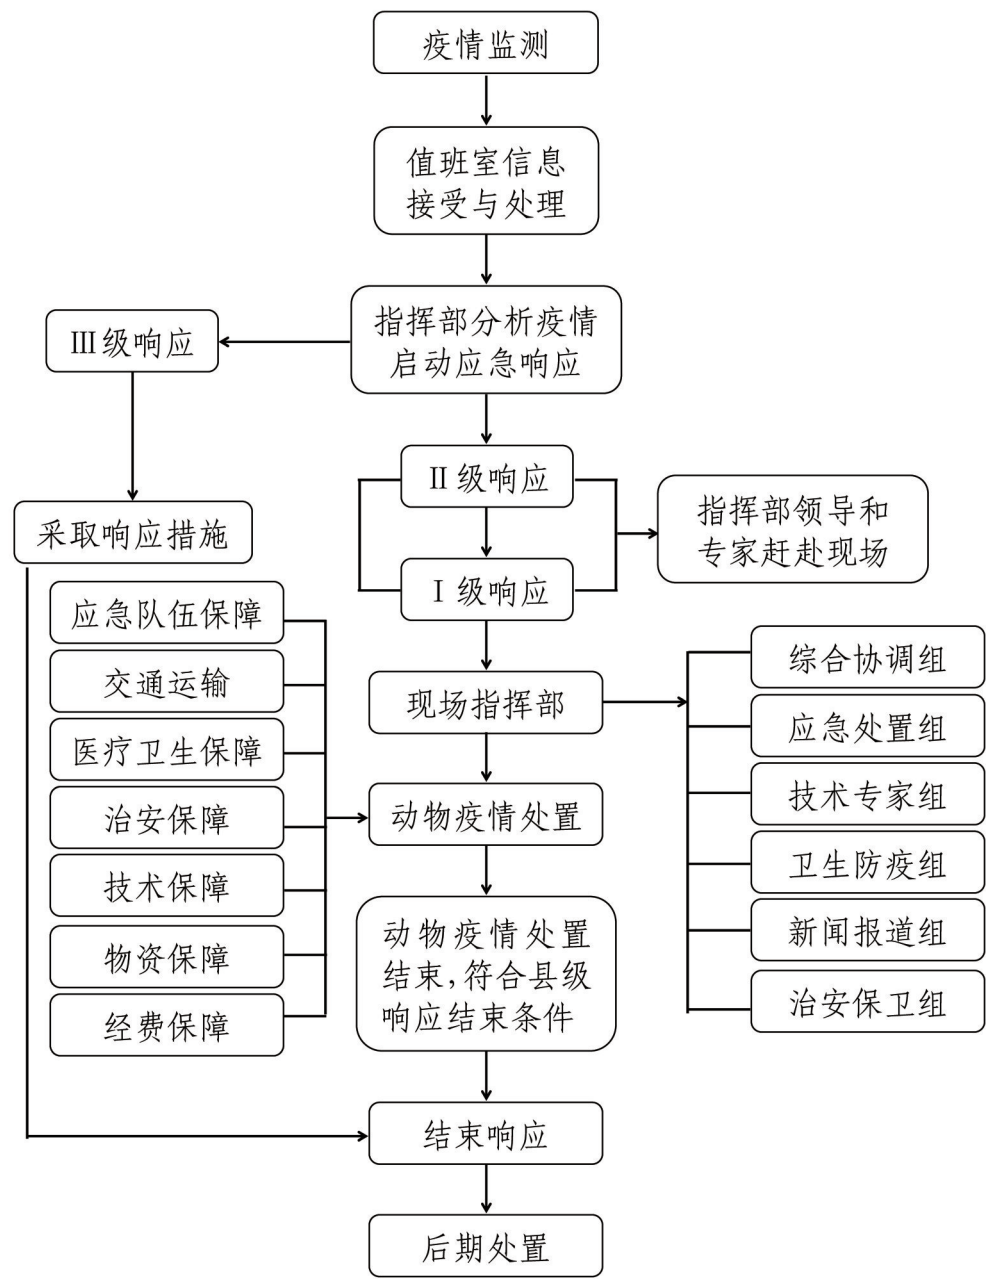 疫情监测
值班室信息
接受与处理
指挥部分析疫情
启动应急响应
Ⅲ级响应
采取响应措施
Ⅱ级响应
Ⅰ级响应
指挥部领导和
专家赶赴现场
现场指挥部
综合协调组
应急处置组
技术专家组
卫生防疫组
新闻报道组
治安保卫组
应急队伍保障
交通运输
医疗卫生保障
治安保障
技术保障
物资保障
经费保障
动物疫情处置
动物疫情处置
结束,符合县级
响应结束条件
结束响应
后期处置